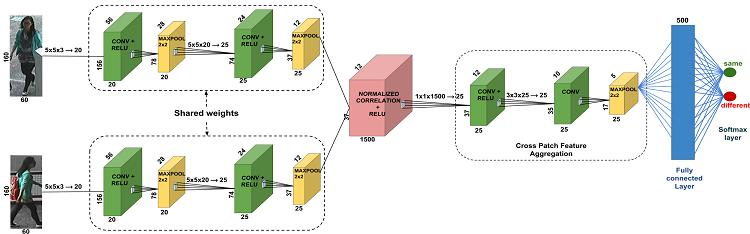 160
60
5x5x3 → 20
56
CONV +
RELU
156
20
28
MAXPOOL
2x2
78
20
5x5x20 → 25
24
CONV +
RELU
74
25
12
MAXPOOL
2x2
37
25
Shared weights
160
60
5x5x3 → 20
56
CONV +
RELU
156
20
28
MAXPOOL
2x2
78
20
5x5x20 → 25
24
CONV +
RELU
74
25
12
MAXPOOL
2x2
37
25
12
NORMALIZED
CORRELATION
+
RELU
37
1500
1x1x1500 → 25
12
CONV +
RELU
37
25
3x3x25 → 25
10
CONV
35
25
5
MAXPOOL
2x2
17
25
Cross Patch Feature
Aggregation
500
Fully
connected
Layer
same
different
Softmax
layer